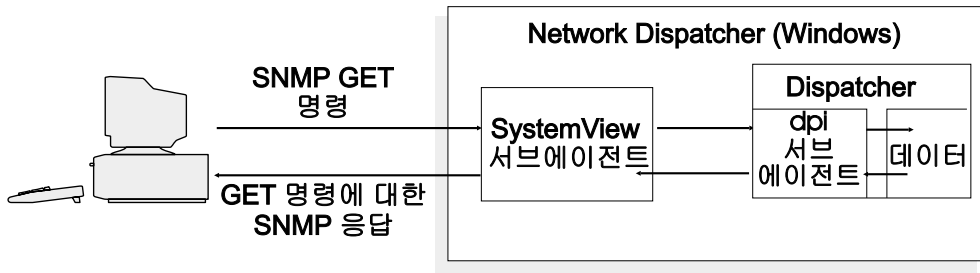 Network Dispatcher (Windows)
SNMP GET
명령
Dispatcher
SystemView
서브에이전트
dpi
서브
에이전트
데이터
GET 명령에 대한
SNMP 응답